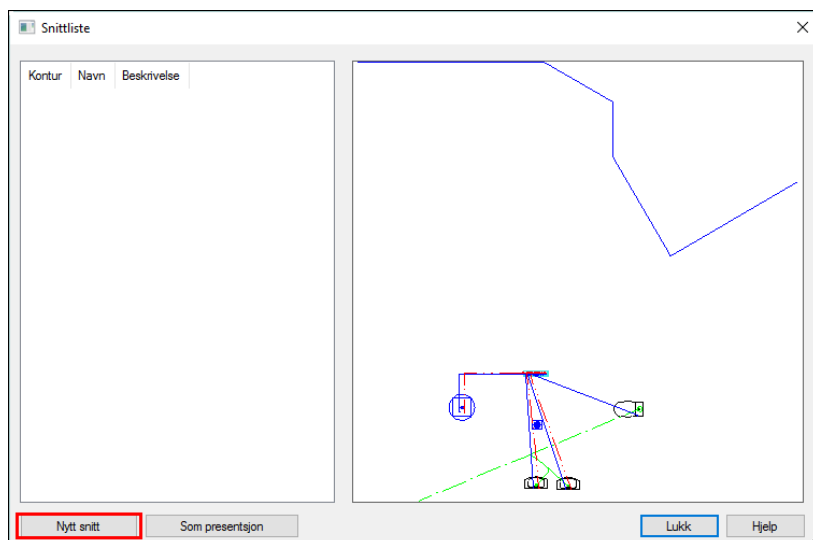 Snittliste
Kontur Navn Beskrivelse
Nytt snitt Som presentsjon Lukk Hjelp